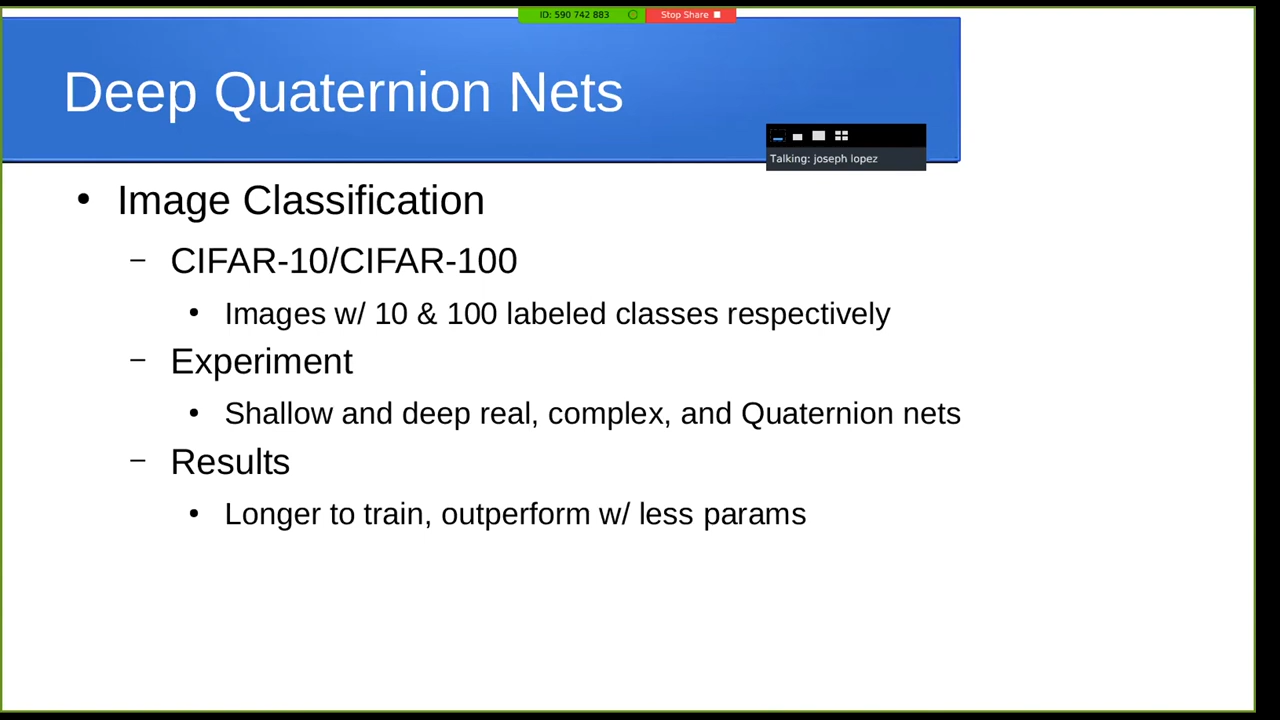 ID: 590 742 883 Stop Share
Deep Quaternion Nets
Talking: joseph lopez
• Image Classification
– CIFAR-10/CIFAR-100
• Images w/ 10 & 100 labeled classes respectively
– Experiment
• Shallow and deep real, complex, and Quaternion nets
– Results
• Longer to train, outperform w/ less params